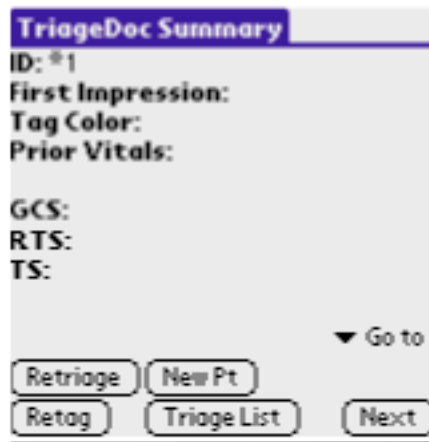 TriageDoc Summary
ID: *1
First Impression:
Tag Color:
Prior Vitals:
GCS:
RTS:
TS:
Go to
Retriage New Pt
Retag Triage List Next